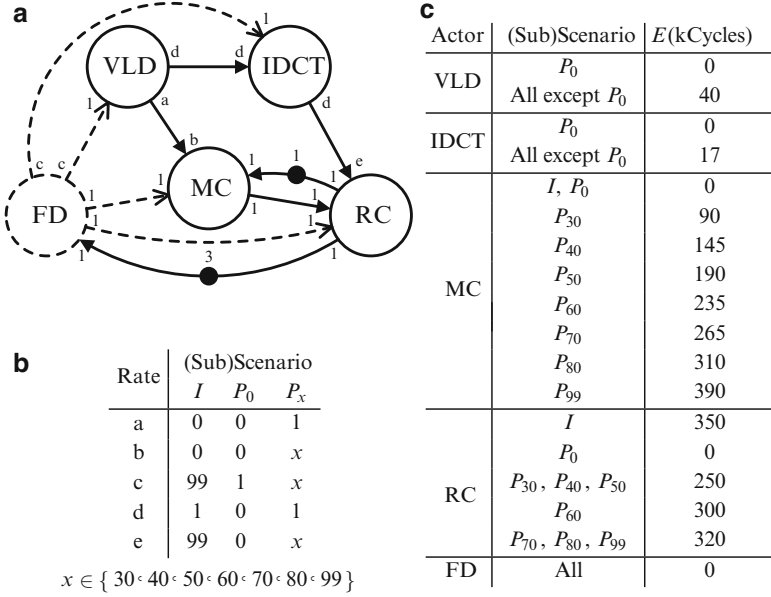 a
VLD
IDCT
MC
FD
RC
d
d
1
a
d
1
b
e
c
c
1
1
1
1
1
1
1
1
1
1
1
1
3
b
Rate (Sub)Scenario
I P₀ Pₓ
a 0 0 1
b 0 0 x
c 99 1 x
d 1 0 1
e 99 0 x
x ∈ { 30 ‹ 40 ‹ 50 ‹ 60 ‹ 70 ‹ 80 ‹ 99 }
c
Actor (Sub)Scenario E(kCycles)
VLD P₀ 0
All except P₀ 40
IDCT P₀ 0
All except P₀ 17
MC I, P₀ 0
P₃₀ 90
P₄₀ 145
P₅₀ 190
P₆₀ 235
P₇₀ 265
P₈₀ 310
P₉₉ 390
RC I 350
P₀ 0
P₃₀, P₄₀, P₅₀ 250
P₆₀ 300
P₇₀, P₈₀, P₉₉ 320
FD All 0